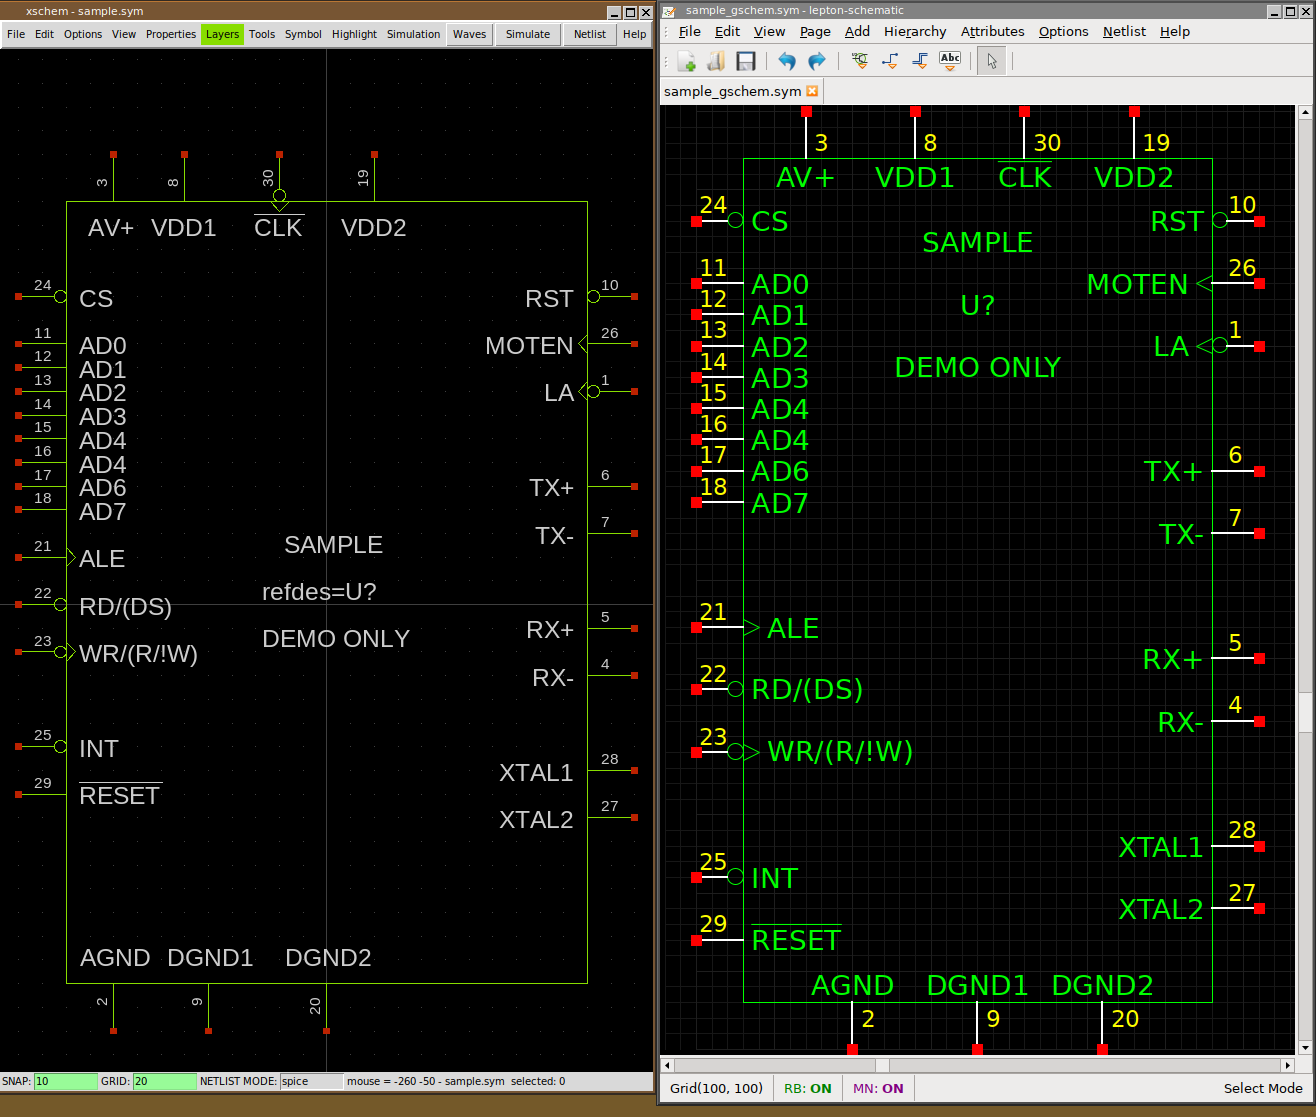 xschem - sample.sym
File Edit Options View Properties Layers Tools Symbol Highlight Simulation Waves Simulate Netlist Help
3 8 30 19
AV+ VDD1 CLK VDD2
24 CS RST 10
11 AD0 MOTEN 26
12 AD1
13 AD2 LA 1
14 AD3
15 AD4
16 AD4
17 AD6 TX+ 6
18 AD7
TX- 7
SAMPLE
21 ALE
refdes=U?
22 RD/(DS)
DEMO ONLY RX+ 5
23 WR/(R/!W)
RX- 4
25 INT
XTAL1 28
29 RESET
XTAL2 27
AGND DGND1 DGND2
2 9 20
SNAP: 10 GRID: 20 NETLIST MODE: spice mouse = -260 -50 - sample.sym selected: 0
sample_gschem.sym - lepton-schematic
File Edit View Page Add Hierarchy Attributes Options Netlist Help
Abc
sample_gschem.sym
3 8 30 19
AV+ VDD1 CLK VDD2
24 CS RST 10
SAMPLE
11 AD0 MOTEN 26
12 AD1 U?
13 AD2 LA 1
14 AD3 DEMO ONLY
15 AD4
16 AD4
17 AD6 TX+ 6
18 AD7
TX- 7
21 ALE
RX+ 5
22 RD/(DS)
RX- 4
23 WR/(R/!W)
XTAL1 28
25 INT
XTAL2 27
29 RESET
AGND DGND1 DGND2
2 9 20
Grid(100, 100) RB: ON MN: ON Select Mode